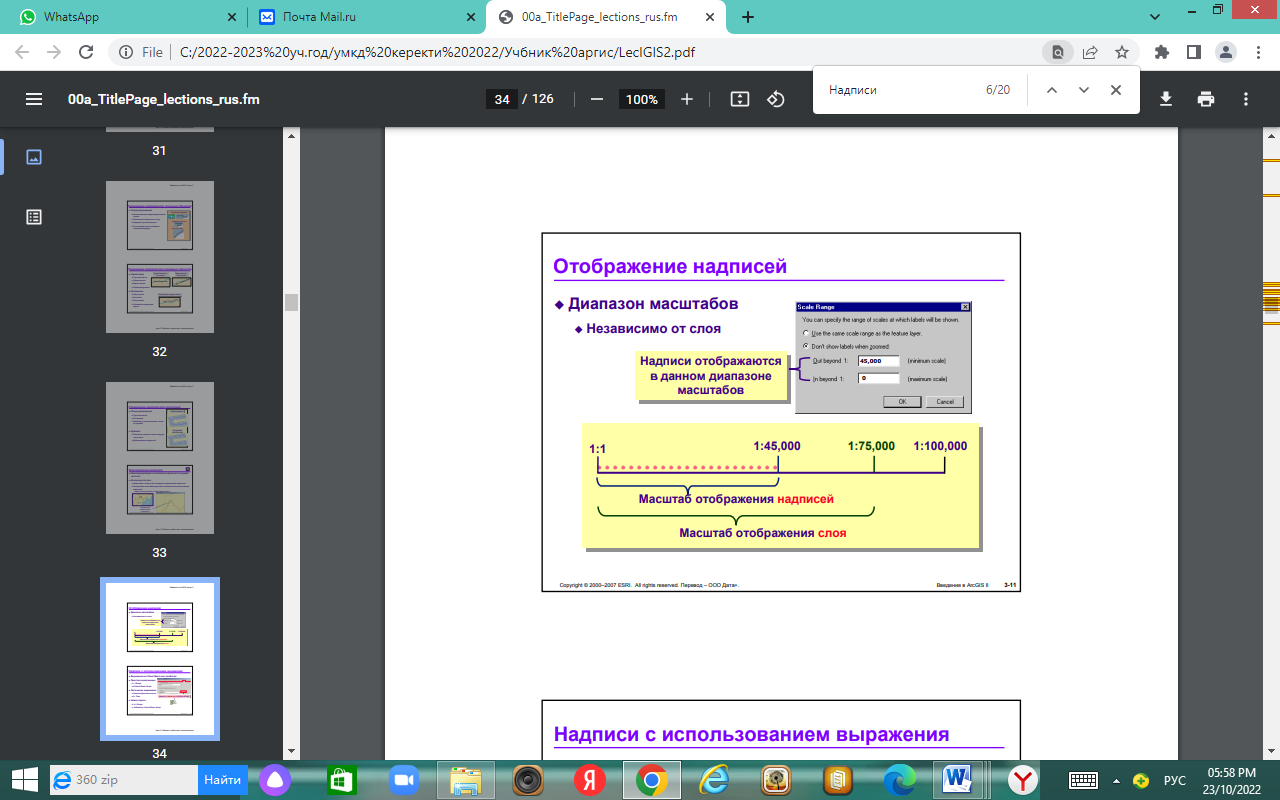 WhatsApp
Почта Mail.ru
00a_TitlePage_lections_rus.fm
File
C:/2022-2023%20уч.год/умкд%20керекти%202022/Учбник%20аргис/LecIGIS2.pdf
00a_TitlePage_lections_rus.fm
34 / 126
100%
Надписи
6/20
31
32
33
34
Отображение надписей
Диапазон масштабов
Независимо от слоя
Надписи отображаются
в данном диапазоне
масштабов
Scale Range
You can specify the range of scales at which labels will be shown.
Use the same scale range as the feature layer.
Don't show labels when zoomed:
Out beyond 1: 45,000 (minimum scale)
In beyond 1: 0 (maximum scale)
OK Cancel
1:1 1:45,000 1:75,000 1:100,000
Масштаб отображения надписей
Масштаб отображения слоя
Copyright © 2000–2007 ESRI. All rights reserved. Перевод – ООО Дата+. Введение в ArcGIS II 3-11
Надписи с использованием выражения
360 zip
Найти
РУС
05:58 PM
23/10/2022